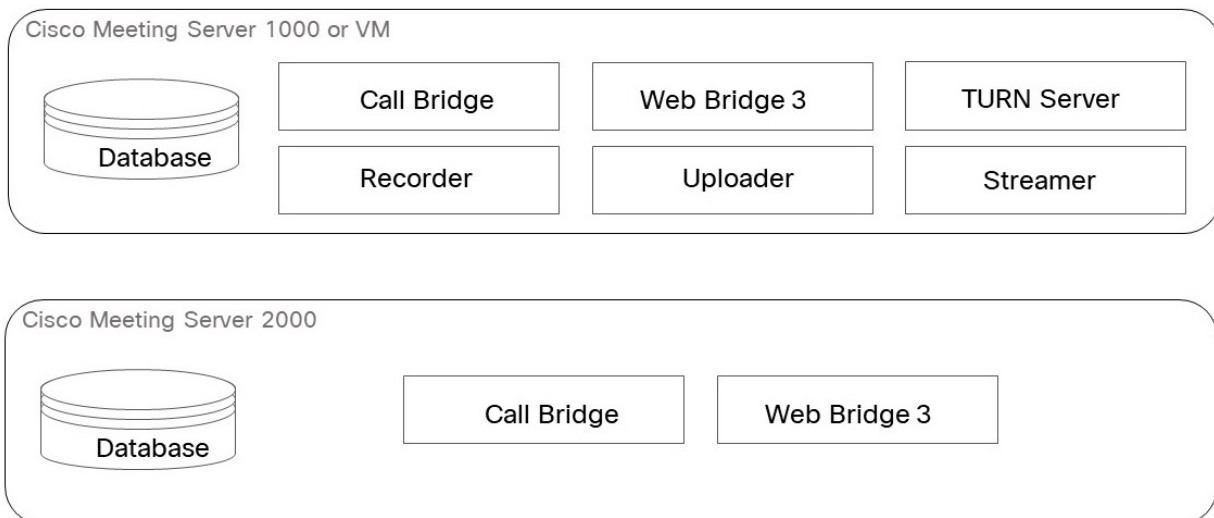 Cisco Meeting Server 1000 or VM
Database
Call Bridge
Web Bridge 3
TURN Server
Recorder
Uploader
Streamer
Cisco Meeting Server 2000
Database
Call Bridge
Web Bridge 3